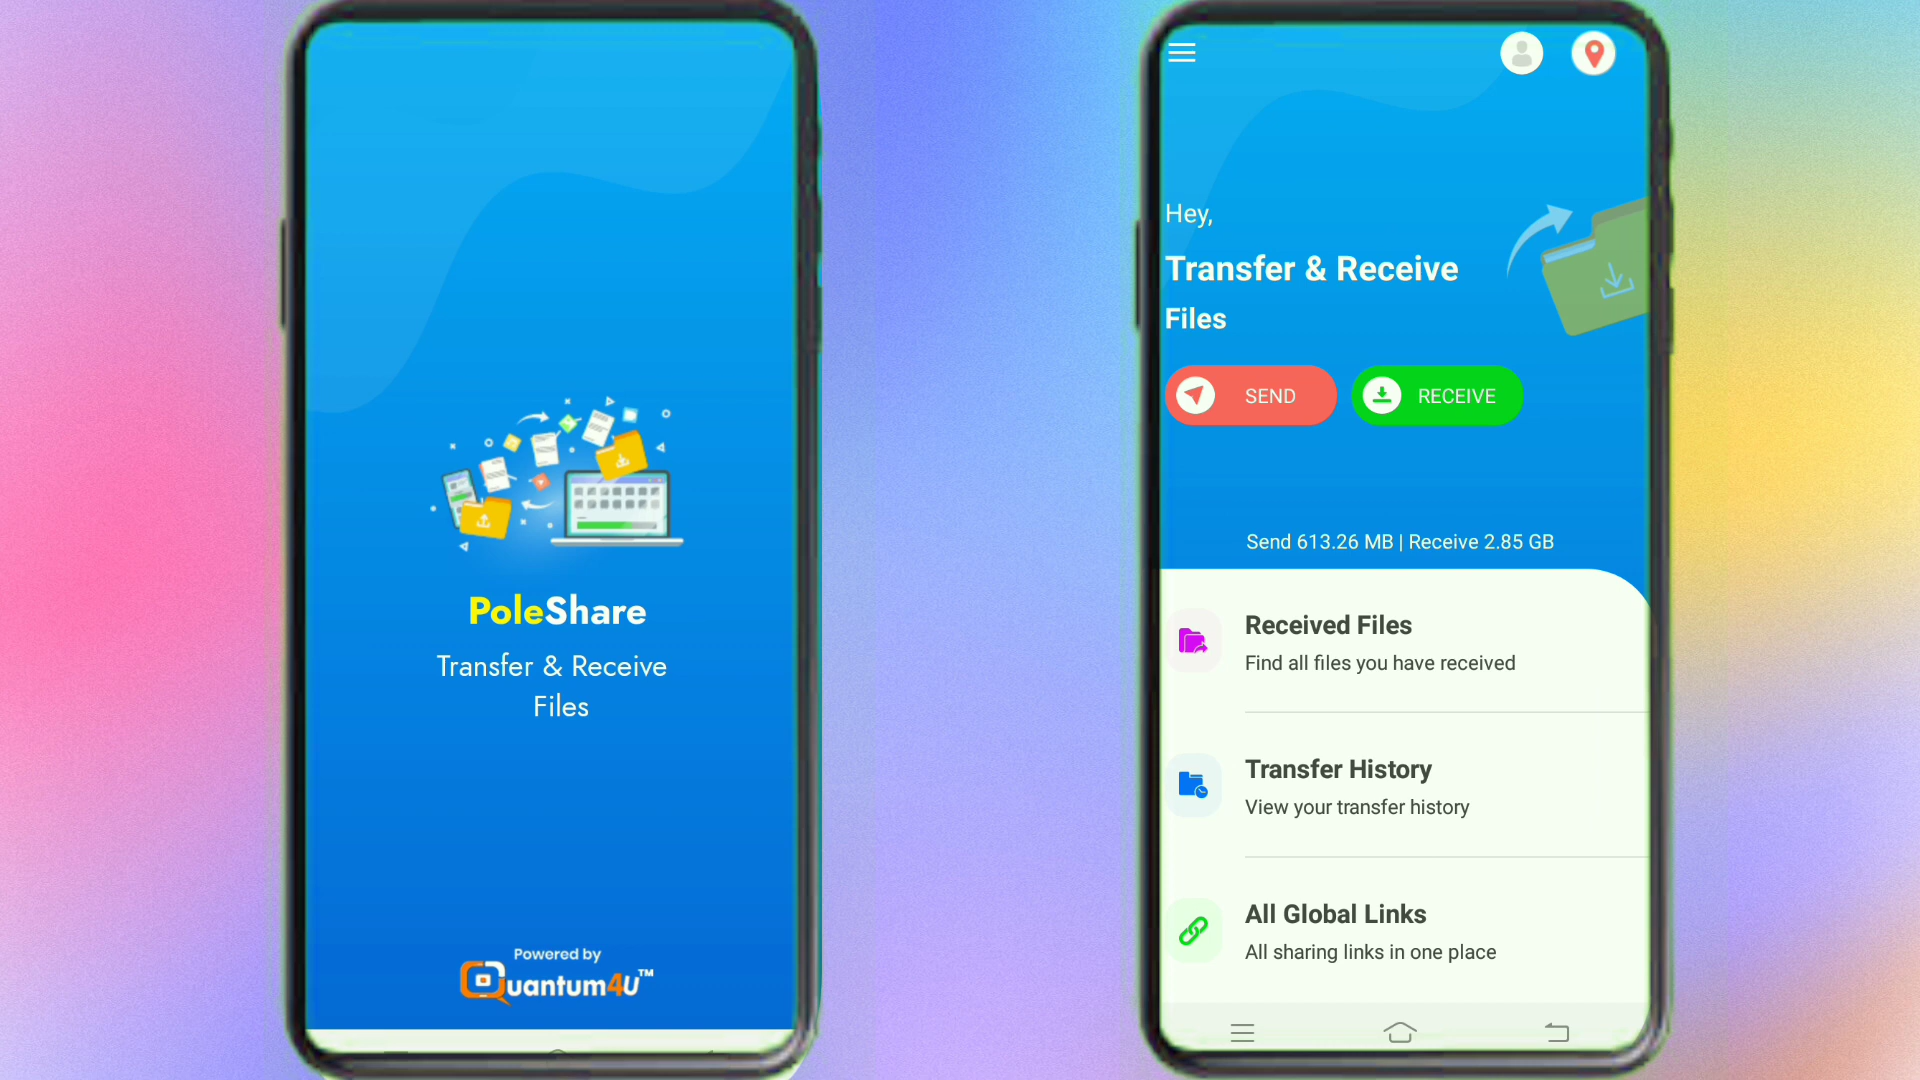 PoleShare
Transfer & Receive
Files
Powered by
Quantum4U™
Hey,
Transfer & Receive
Files
SEND
RECEIVE
Send 613.26 MB | Receive 2.85 GB
Received Files
Find all files you have received
Transfer History
View your transfer history
All Global Links
All sharing links in one place